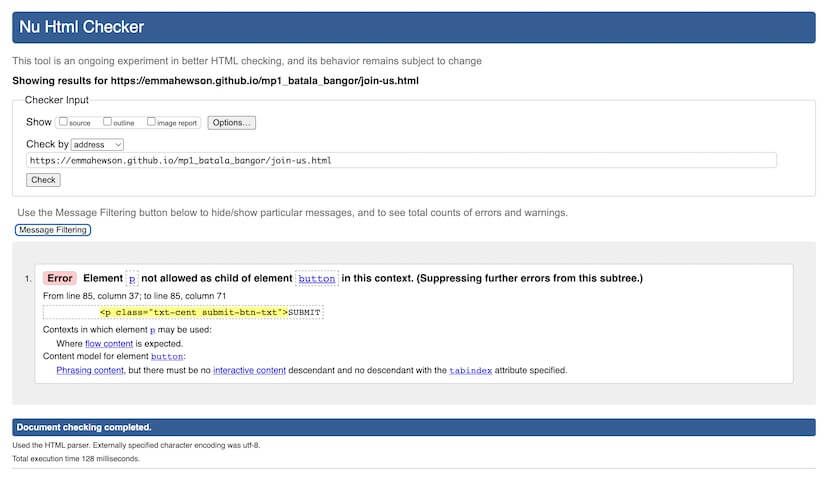 Nu Html Checker
This tool is an ongoing experiment in better HTML checking, and its behavior remains subject to change
Showing results for https://emmahewson.github.io/mp1_batala_bangor/join-us.html
Checker Input
Show source outline image report Options...
Check by address
https://emmahewson.github.io/mp1_batala_bangor/join-us.html
Check
Use the Message Filtering button below to hide/show particular messages, and to see total counts of errors and warnings.
Message Filtering
1. Error Element p not allowed as child of element button in this context. (Suppressing further errors from this subtree.)
From line 85, column 37; to line 85, column 71
<p class="txt-cent submit-btn-txt">SUBMIT
Contexts in which element p may be used:
Where flow content is expected.
Content model for element button:
Phrasing content, but there must be no interactive content descendant and no descendant with the tabindex attribute specified.
Document checking completed.
Used the HTML parser. Externally specified character encoding was utf-8.
Total execution time 128 milliseconds.